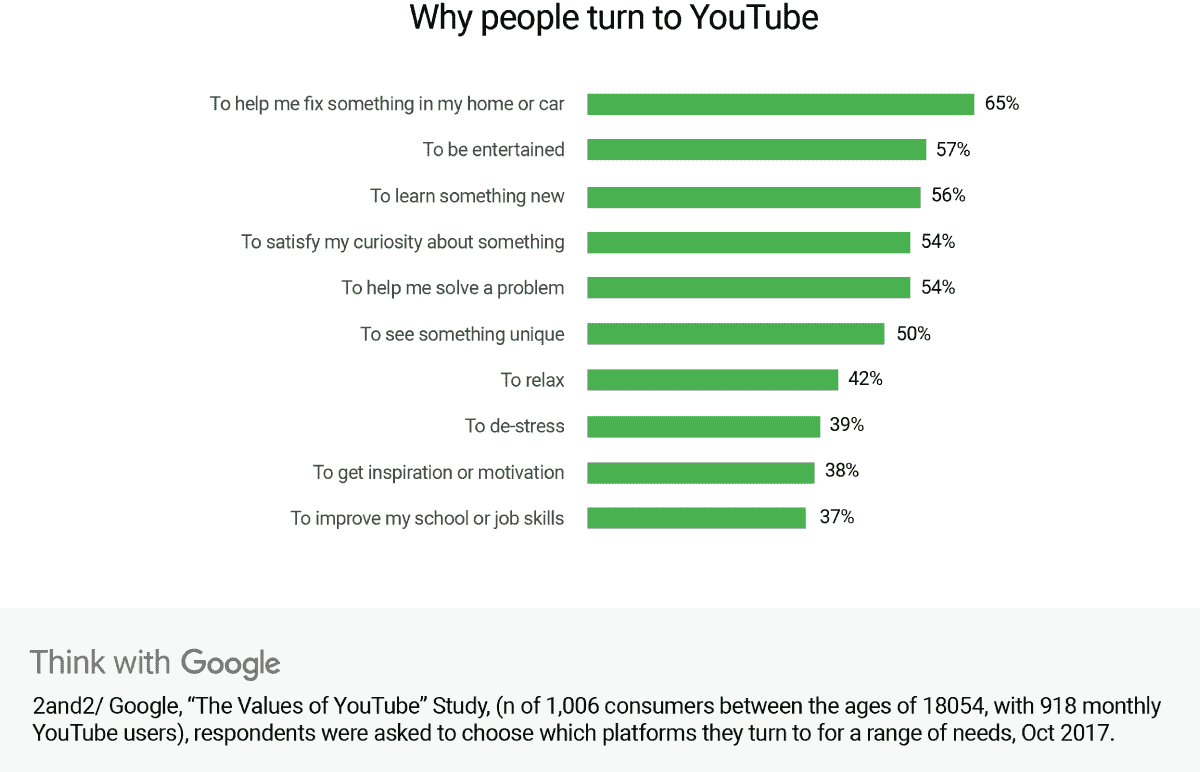 Why people turn to YouTube
To help me fix something in my home or car 65%
To be entertained 57%
To learn something new 56%
To satisfy my curiosity about something 54%
To help me solve a problem 54%
To see something unique 50%
To relax 42%
To de-stress 39%
To get inspiration or motivation 38%
To improve my school or job skills 37%
Think with Google
2and2/ Google, “The Values of YouTube” Study, (n of 1,006 consumers between the ages of 18054, with 918 monthly
YouTube users), respondents were asked to choose which platforms they turn to for a range of needs, Oct 2017.